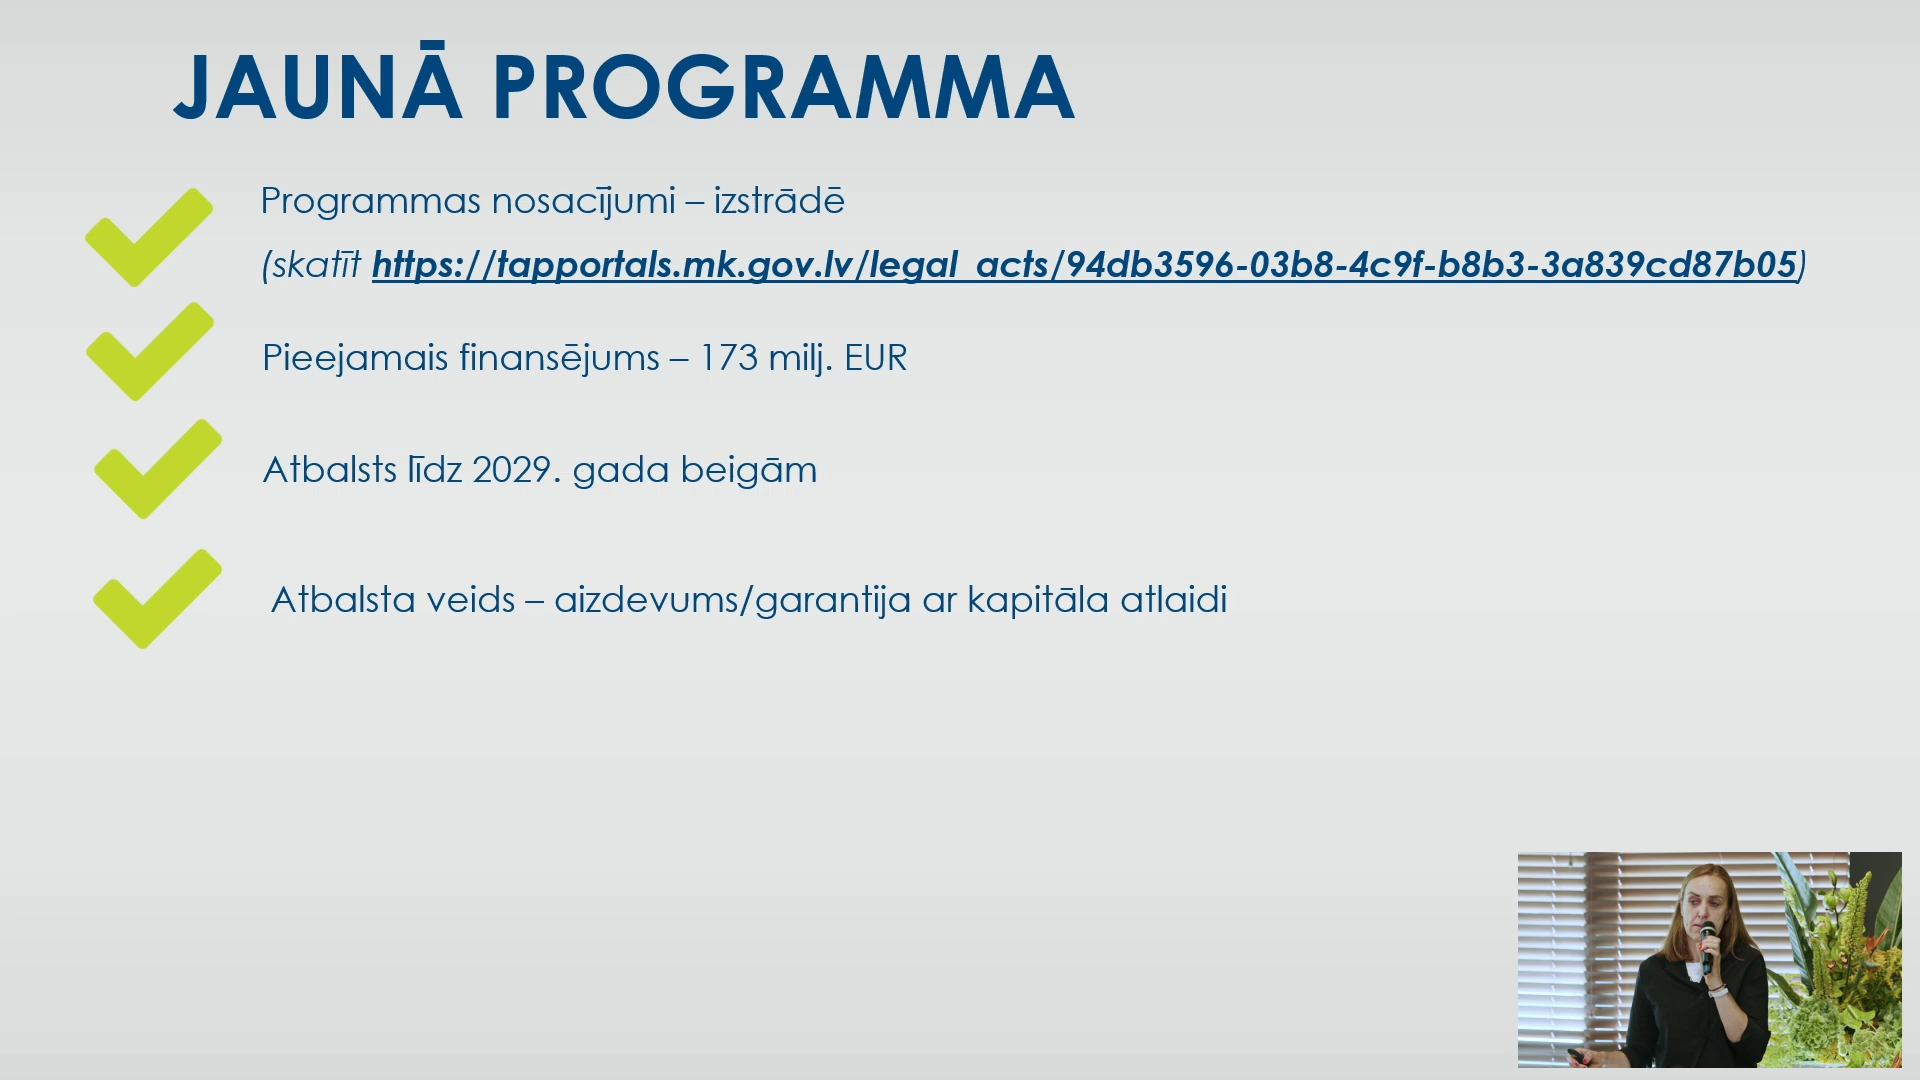 JAUNĀ PROGRAMMA
Programmas nosacījumi – izstrādē
(skatīt https://tapportals.mk.gov.lv/legal_acts/94db3596-03b8-4c9f-b8b3-3a839cd87b05)
Pieejamais finansējums – 173 milj. EUR
Atbalsts līdz 2029. gada beigām
Atbalsta veids – aizdevums/garantija ar kapitāla atlaidi